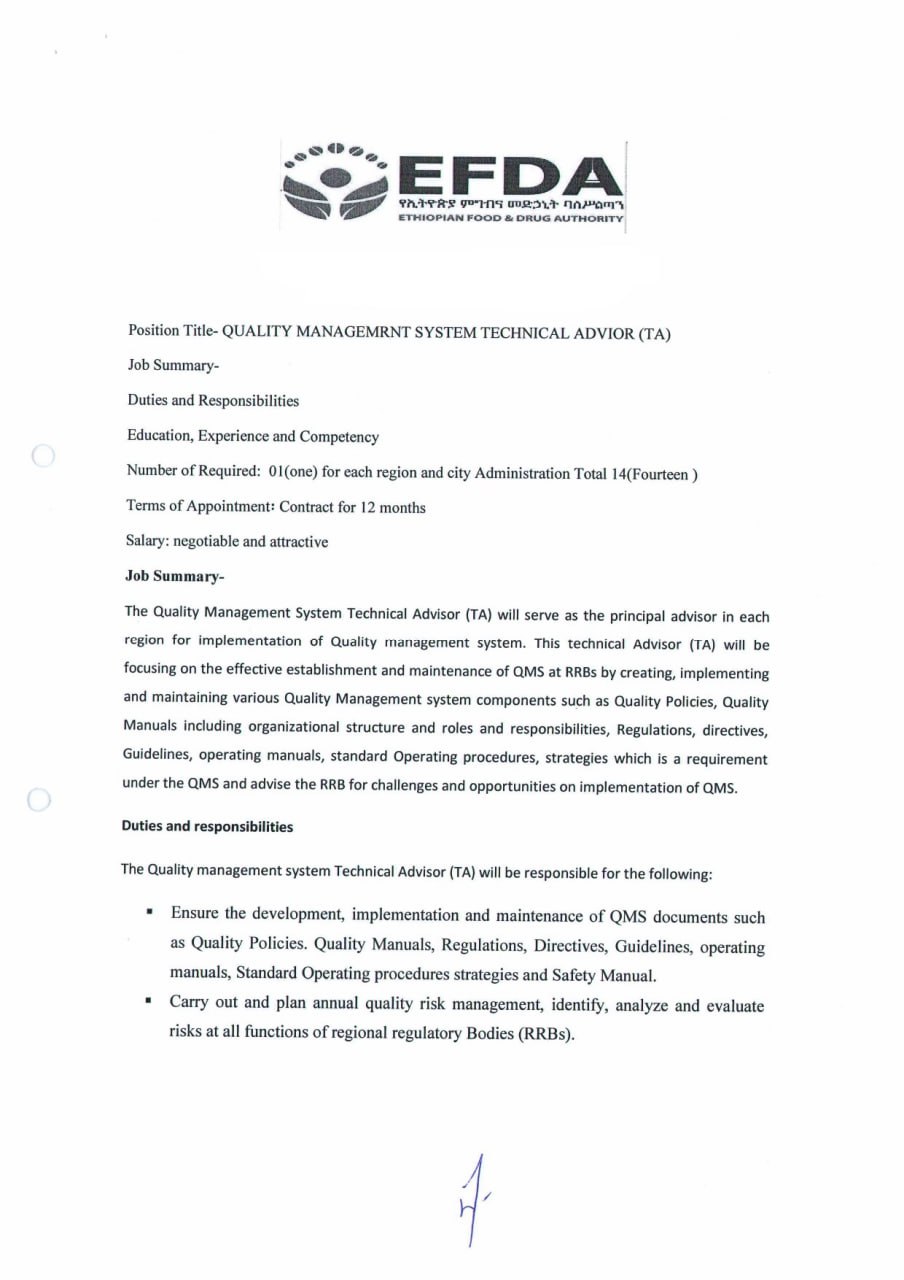 EFDA
የኢትዮጵያ ምግብና መድኃኒት ባለሥልጣን
ETHIOPIAN FOOD & DRUG AUTHORITY
Position Title- QUALITY MANAGEMRNT SYSTEM TECHNICAL ADVIOR (TA)
Job Summary-
Duties and Responsibilities
Education, Experience and Competency
Number of Required: 01(one) for each region and city Administration Total 14(Fourteen )
Terms of Appointment: Contract for 12 months
Salary: negotiable and attractive
Job Summary-
The Quality Management System Technical Advisor (TA) will serve as the principal advisor in each
region for implementation of Quality management system. This technical Advisor (TA) will be
focusing on the effective establishment and maintenance of QMS at RRBs by creating, implementing
and maintaining various Quality Management system components such as Quality Policies, Quality
Manuals including organizational structure and roles and responsibilities, Regulations, directives,
Guidelines, operating manuals, standard Operating procedures, strategies which is a requirement
under the QMS and advise the RRB for challenges and opportunities on implementation of QMS.
Duties and responsibilities
The Quality management system Technical Advisor (TA) will be responsible for the following:
▪ Ensure the development, implementation and maintenance of QMS documents such
as Quality Policies. Quality Manuals, Regulations, Directives, Guidelines, operating
manuals, Standard Operating procedures strategies and Safety Manual.
▪ Carry out and plan annual quality risk management, identify, analyze and evaluate
risks at all functions of regional regulatory Bodies (RRBs).